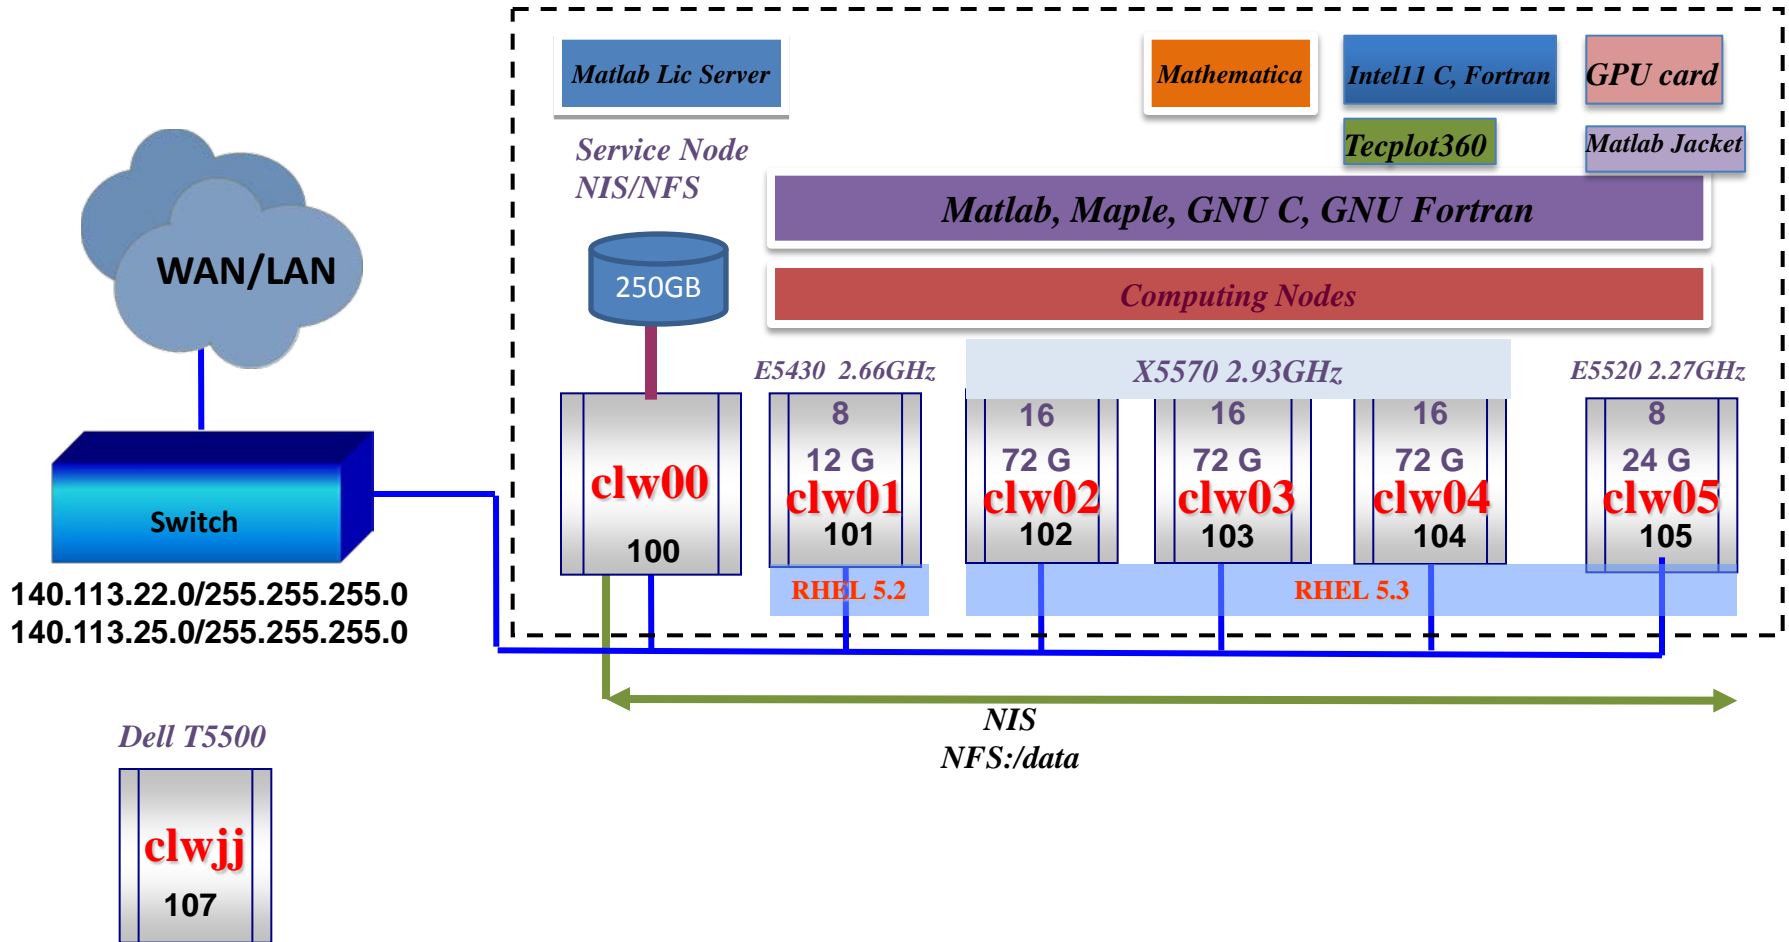 Matlab Lic Server
Mathematica
Intel11 C, Fortran
GPU card
Tecplot360
Matlab Jacket
Service Node
NIS/NFS
Matlab, Maple, GNU C, GNU Fortran
WAN/LAN
250GB
Computing Nodes
E5430 2.66GHz
X5570 2.93GHz
E5520 2.27GHz
8
16
16
16
8
12 G
72 G
72 G
72 G
24 G
clw00
clw01
clw02
clw03
clw04
clw05
100
101
102
103
104
105
Switch
RHEL 5.2
RHEL 5.3
140.113.22.0/255.255.255.0
140.113.25.0/255.255.255.0
NIS
NFS:/data
Dell T5500
clwjj
107